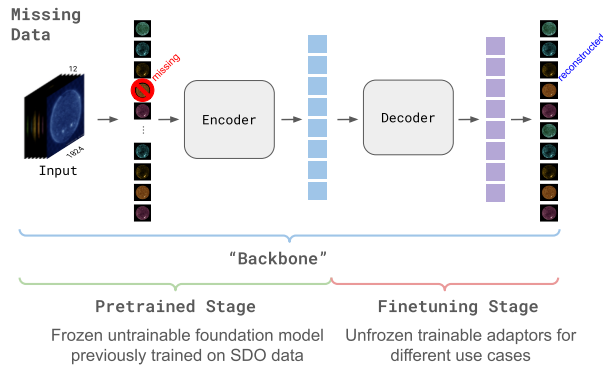 Missing
Data
12
1024
Input
missing
Encoder
Decoder
reconstructed
“Backbone”
Pretrained Stage
Finetuning Stage
Frozen untrainable foundation model
previously trained on SDO data
Unfrozen trainable adaptors for
different use cases